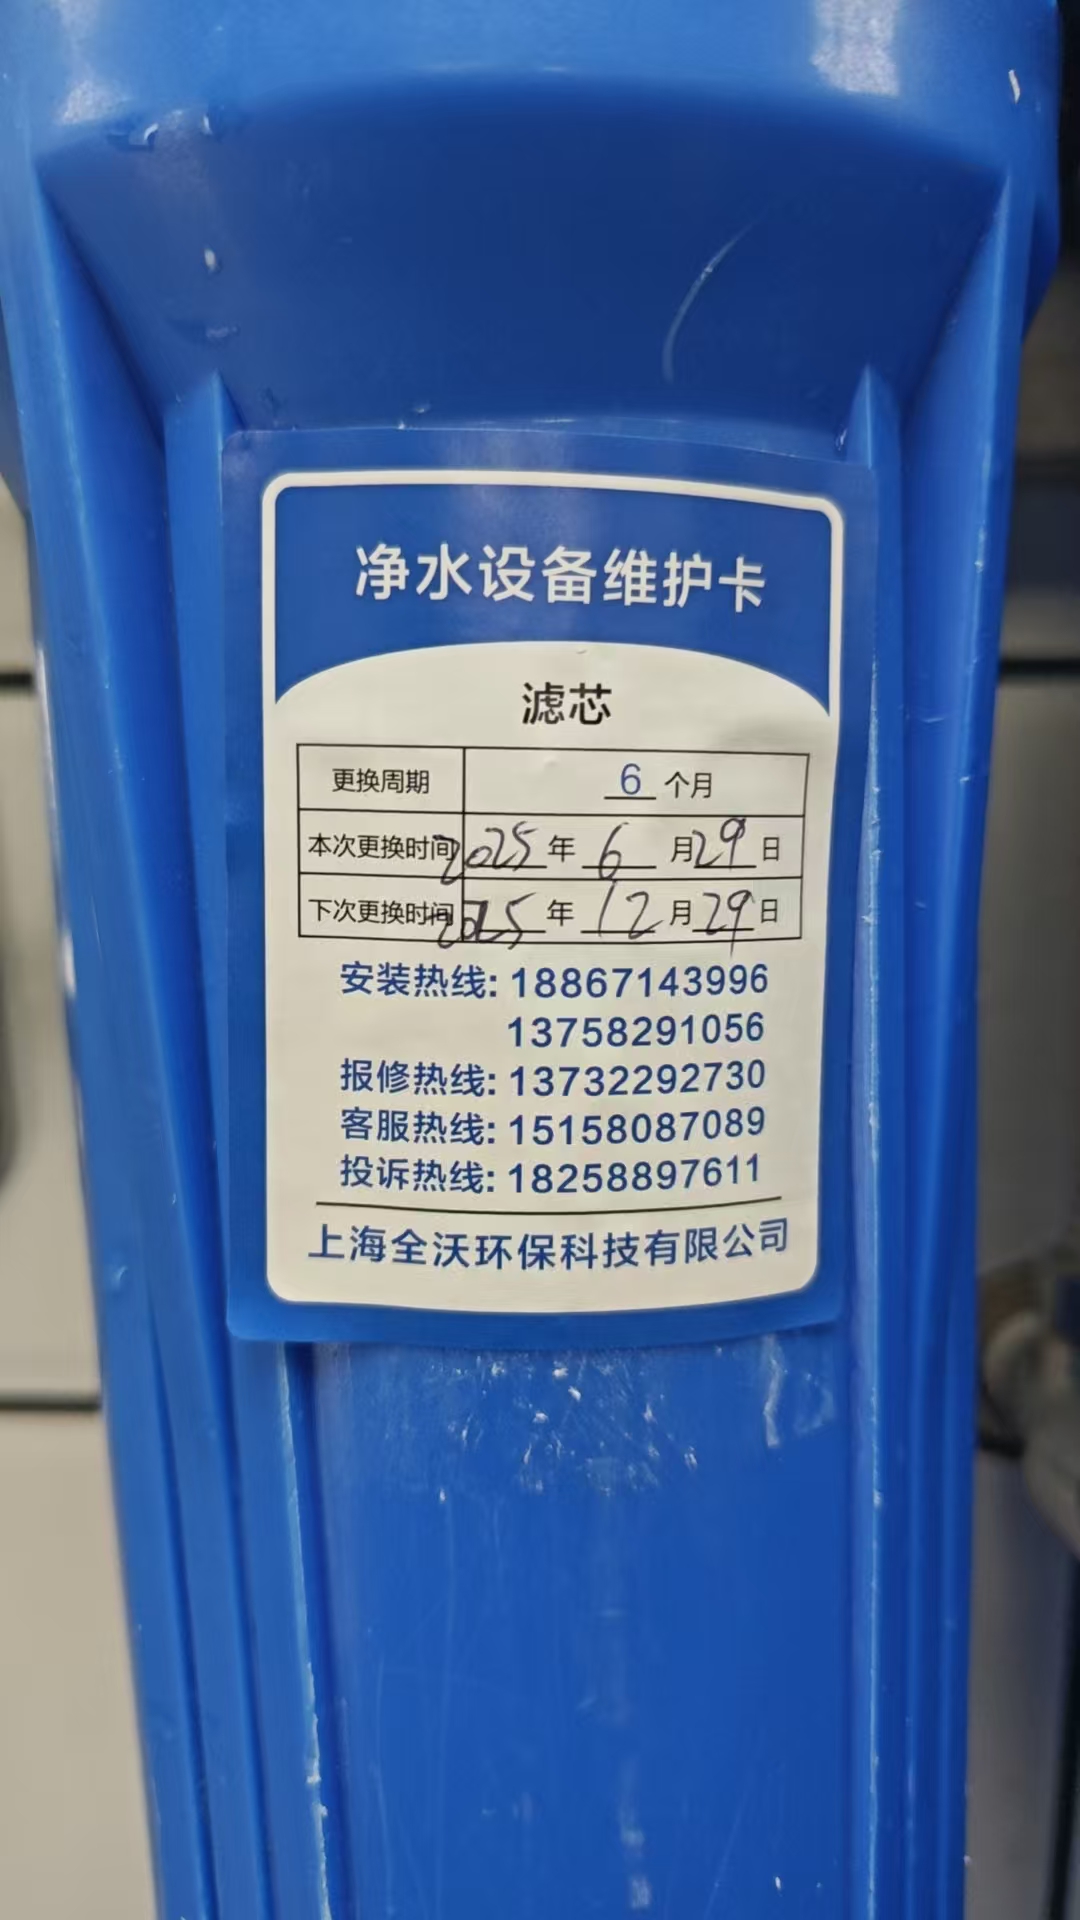 净水设备维护卡
滤芯
更换周期 6 个月
本次更换时间 2025 年 6 月 29 日
下次更换时间 2025 年 12 月 29 日
安装热线: 18867143996
13758291056
报修热线: 13732292730
客服热线: 15158087089
投诉热线: 18258897611
上海全沃环保科技有限公司